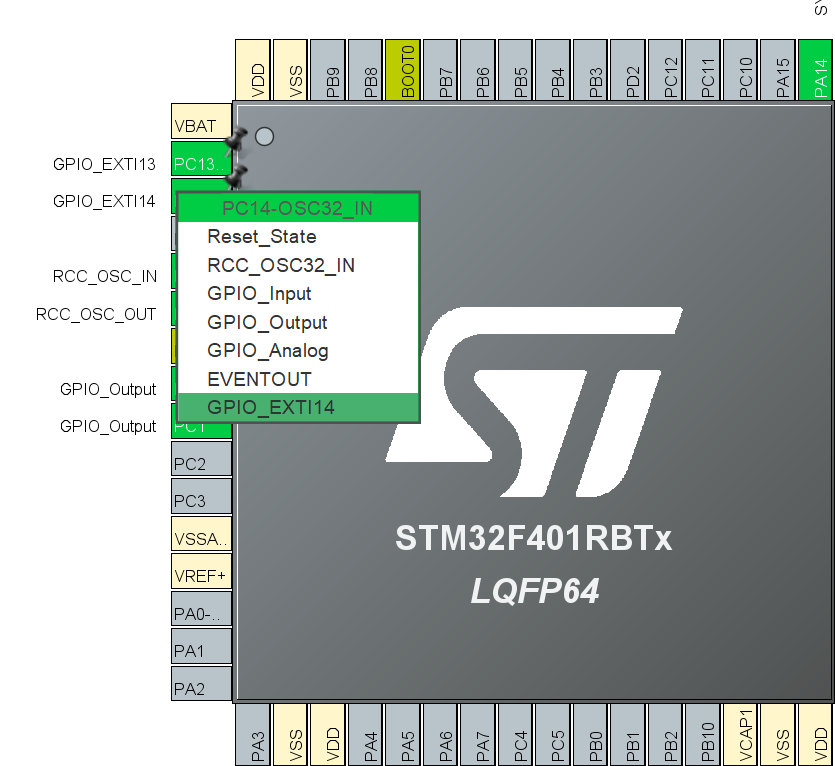 VDD
VSS
PB9
PB8
BOOT0
PB7
PB6
PB5
PB4
PB3
PD2
PC12
PC11
PC10
PA15
PA14
VBAT
GPIO_EXTI13
PC13..
GPIO_EXTI14
PC14-OSC32_IN
Reset_State
RCC_OSC32_IN
GPIO_Input
GPIO_Output
GPIO_Analog
EVENTOUT
GPIO_EXTI14
RCC_OSC_IN
RCC_OSC_OUT
GPIO_Output
GPIO_Output
PC1
PC2
PC3
VSSA..
VREF+
PA0-..
PA1
PA2
STM32F401RBTx
LQFP64
PA3
VSS
VDD
PA4
PA5
PA6
PA7
PC4
PC5
PB0
PB1
PB2
PB10
VCAP1
VSS
VDD